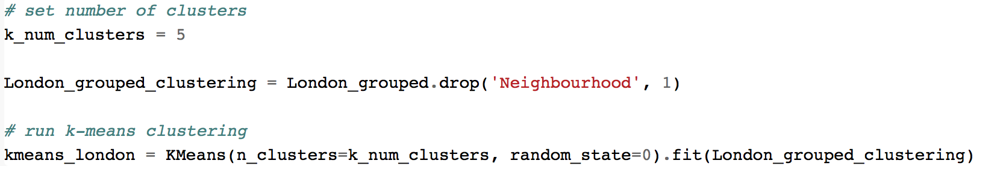 # set number of clusters
k_num_clusters = 5
London_grouped_clustering = London_grouped.drop('Neighbourhood', 1)
# run k-means clustering
kmeans_london = KMeans(n_clusters=k_num_clusters, random_state=0).fit(London_grouped_clustering)